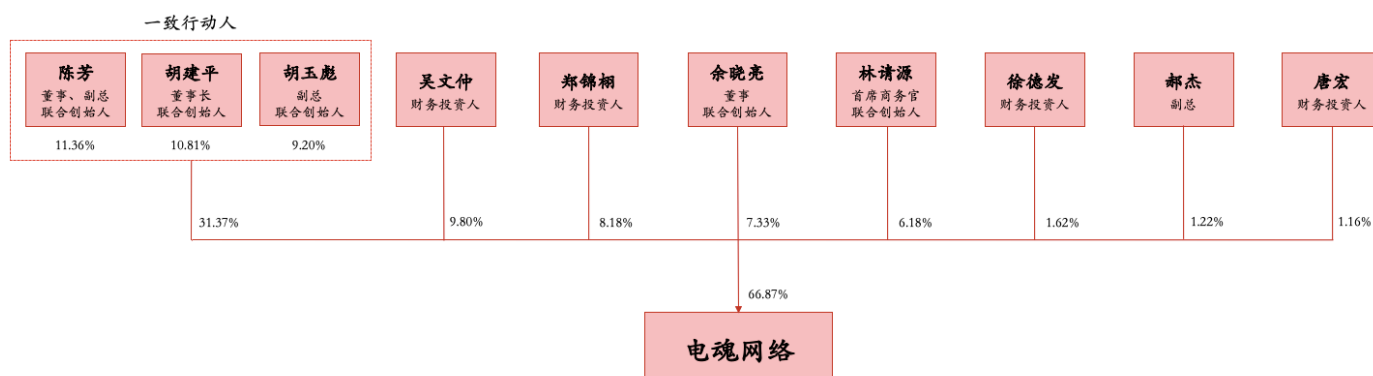 一致行动人
陈芳
董事、副总
联合创始人
胡建平
董事长
联合创始人
胡玉彪
副总
联合创始人
吴文仲
财务投资人
郑锦栩
财务投资人
余晓亮
董事
联合创始人
林请源
首席商务官
联合创始人
徐德发
财务投资人
郝杰
副总
唐宏
财务投资人
11.36%
10.81%
9.20%
31.37%
9.80%
8.18%
7.33%
6.18%
1.62%
1.22%
1.16%
66.87%
电魂网络